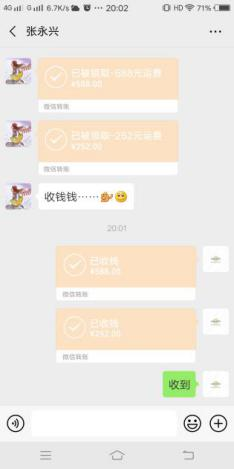 4G 6.7K/s 20:02 HD 71%
张永兴
已被领取-588元运费
¥588.00
微信转账
已被领取-252元运费
¥252.00
微信转账
收钱钱……
20:01
已收钱
¥588.00
微信转账
已收钱
¥252.00
微信转账
收到